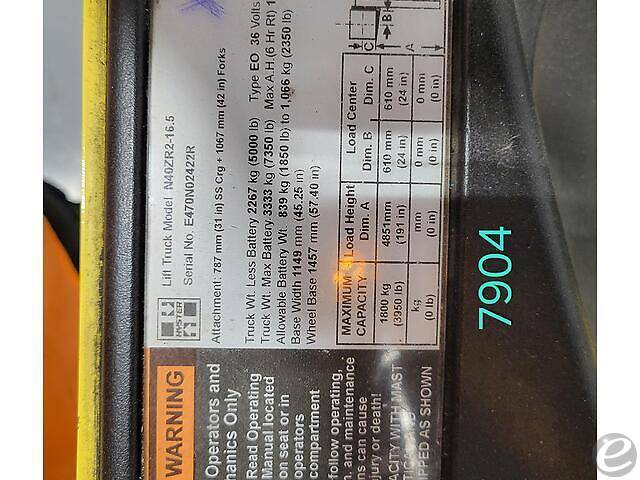 HYSTER
Lift Truck Model N40ZR2-16.5
Serial No. E470N02422R
Attachment: 787 mm (31 in) SS Crg + 1067 mm (42 in) Forks
Truck Wt. Less Battery 2267 kg (5000 lb) Type EO 36 Volts
Truck Wt. Max Battery 3333 kg (7350 lb) Max A.H.(6 Hr Rt) 1
Allowable Battery Wt. 839 kg (1850 lb) to 1,066 kg (2350 lb)
Base Width 1149 mm (45.25 in)
Wheel Base 1457 mm (57.40 in)
C A B
MAXIMUM CAPACITY Load Height Dim. A Load Center Dim. B Dim. C
1800 kg 4851mm 610 mm 610 mm
(3950 lb) (191 in) (24 in) (24 in)
kg mm 0 mm 0 mm
(0 lb) (0 in) (0 in) (0 in)
WARNING
Operators and
hanics Only
Read Operating
Manual located
on seat or in
operators
compartment
follow operating,
n, and maintenance
ns can cause
jury or death!
ACITY WITH MAST
TICAL AND
IPPED AS SHOWN
7904